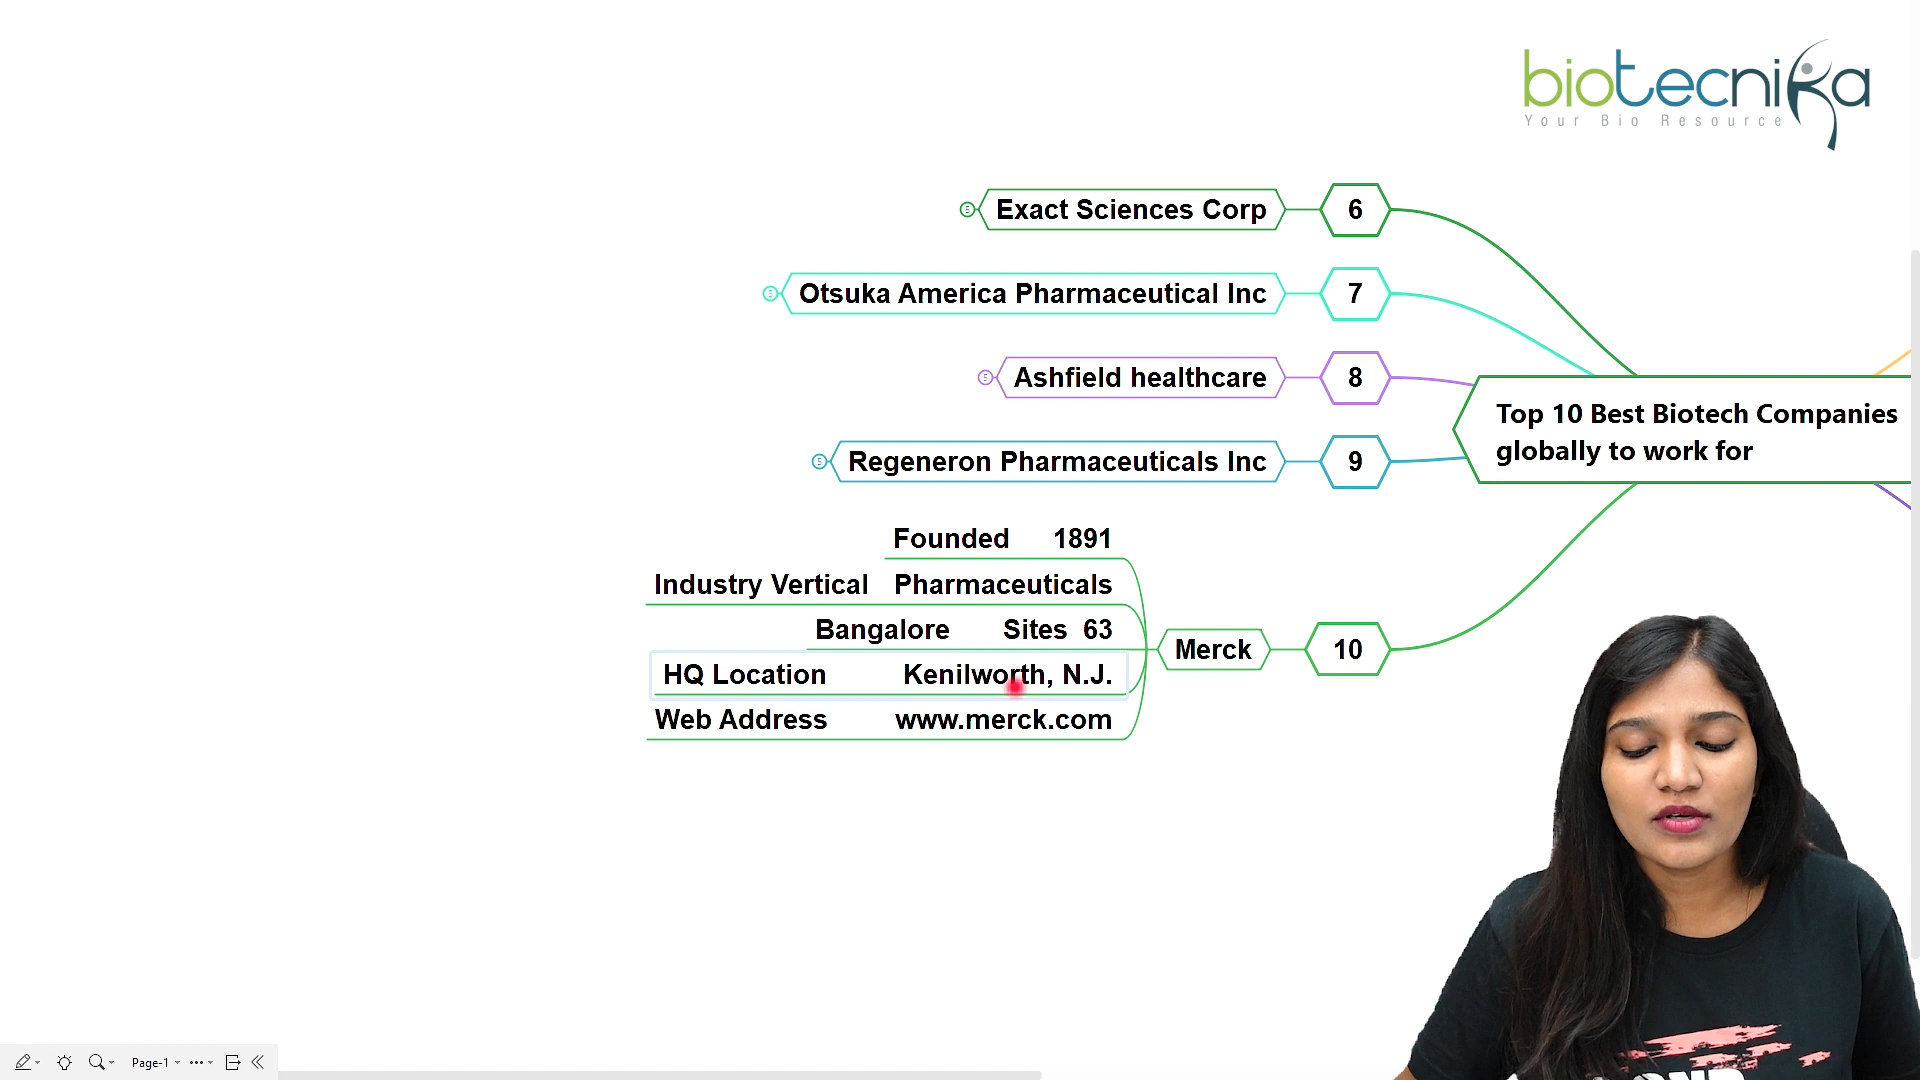 biotecnika
Your Bio Resource
Exact Sciences Corp 6
Otsuka America Pharmaceutical Inc 7
Ashfield healthcare 8
Regeneron Pharmaceuticals Inc 9
Top 10 Best Biotech Companies
globally to work for
Founded 1891
Industry Vertical Pharmaceuticals
Bangalore Sites 63
HQ Location Kenilworth, N.J.
Web Address www.merck.com
Merck 10
Page-1